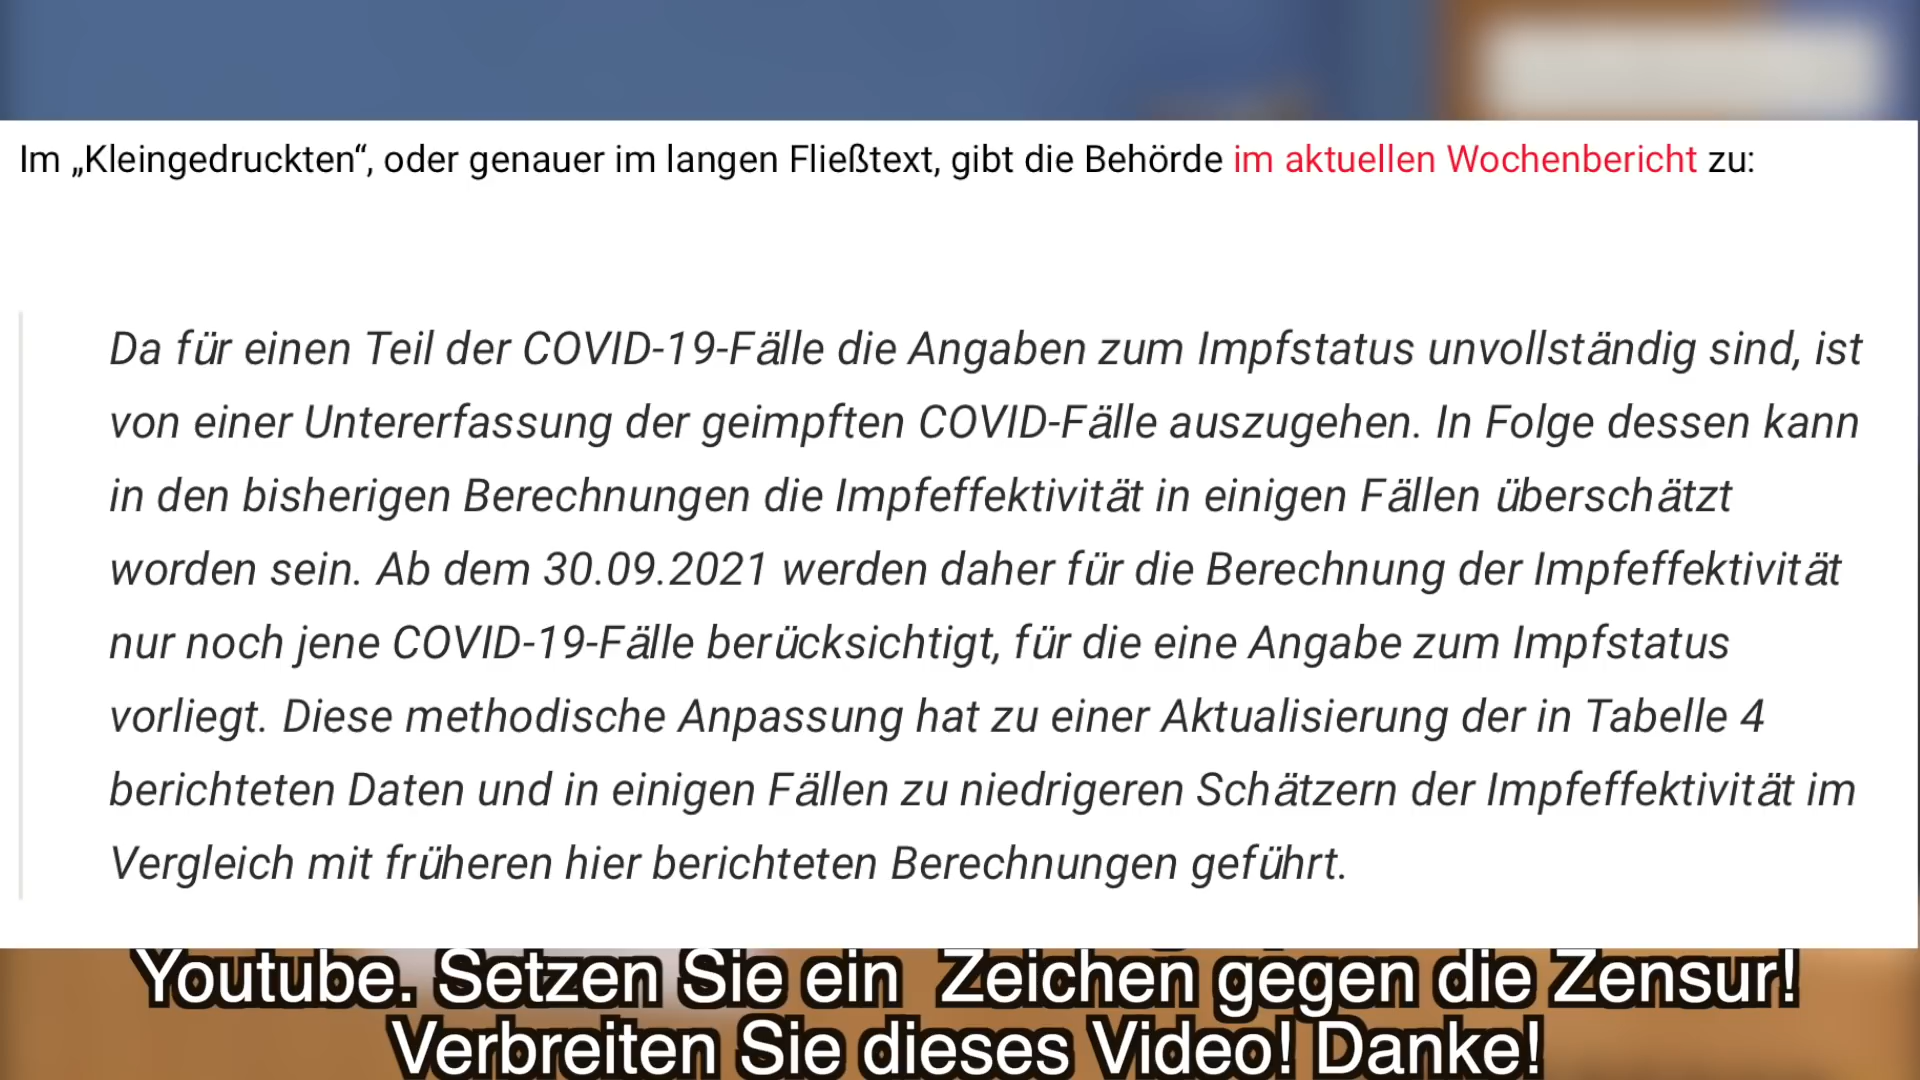 Im „Kleingedruckten“, oder genauer im langen Fließtext, gibt die Behörde im aktuellen Wochenbericht zu:
Da für einen Teil der COVID-19-Fälle die Angaben zum Impfstatus unvollständig sind, ist
von einer Untererfassung der geimpften COVID-Fälle auszugehen. In Folge dessen kann
in den bisherigen Berechnungen die Impfeffektivität in einigen Fällen überschätzt
worden sein. Ab dem 30.09.2021 werden daher für die Berechnung der Impfeffektivität
nur noch jene COVID-19-Fälle berücksichtigt, für die eine Angabe zum Impfstatus
vorliegt. Diese methodische Anpassung hat zu einer Aktualisierung der in Tabelle 4
berichteten Daten und in einigen Fällen zu niedrigeren Schätzern der Impfeffektivität im
Vergleich mit früheren hier berichteten Berechnungen geführt.
Youtube. Setzen Sie ein Zeichen gegen die Zensur!
Verbreiten Sie dieses Video! Danke!